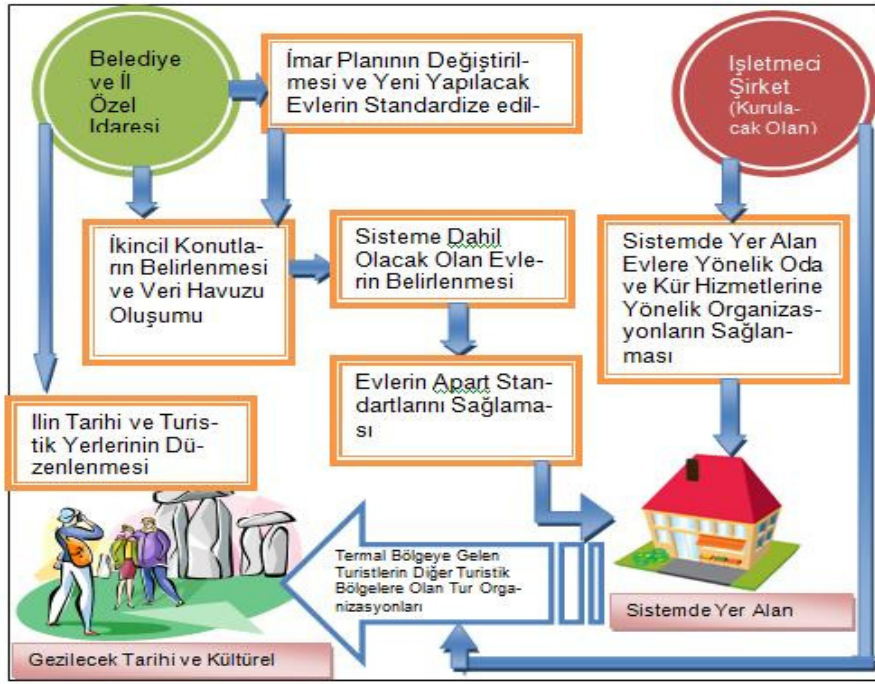 Belediye
ve İl
Özel
Idaresi
İmar Planının Değiştiril-
mesi ve Yeni Yapılacak
Evlerin Standardize edil-
Işletmeci
Şirket
(Kurula-
cak Olan)
İkincil Konutla-
rın Belirlenmesi
ve Veri Havuzu
Oluşumu
Sisteme Dahil
Olacak Olan Evle-
rin Belirlenmesi
Sistemde Yer Alan
Evlere Yönelik Oda
ve Kür Hizmetlerine
Yönelik Organizas-
yonların Sağlan-
ması
Evlerin Apart Stan-
dartlarını Sağlama-
sı
Ilin Tarihi ve Turis-
tik Yerlerinin Dü-
zenlenmesi
Termal Bölgeye Gelen
Turistlerin Diğer Turistik
Bölgelere Olan Tur Orga-
nizasyonları
Sistemde Yer Alan
Gezilecek Tarihi ve Kültürel